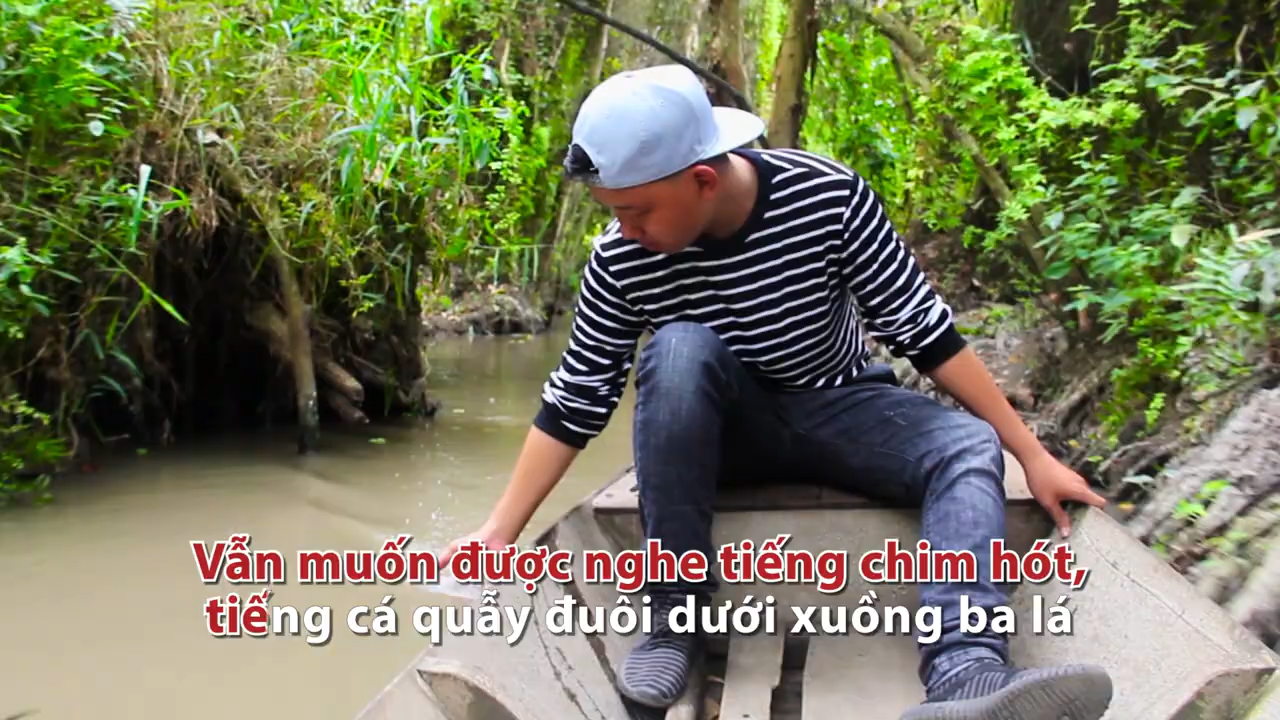 Vẫn muốn được nghe tiếng chim hót,
tiếng cá quẫy đuôi dưới xuồng ba lá